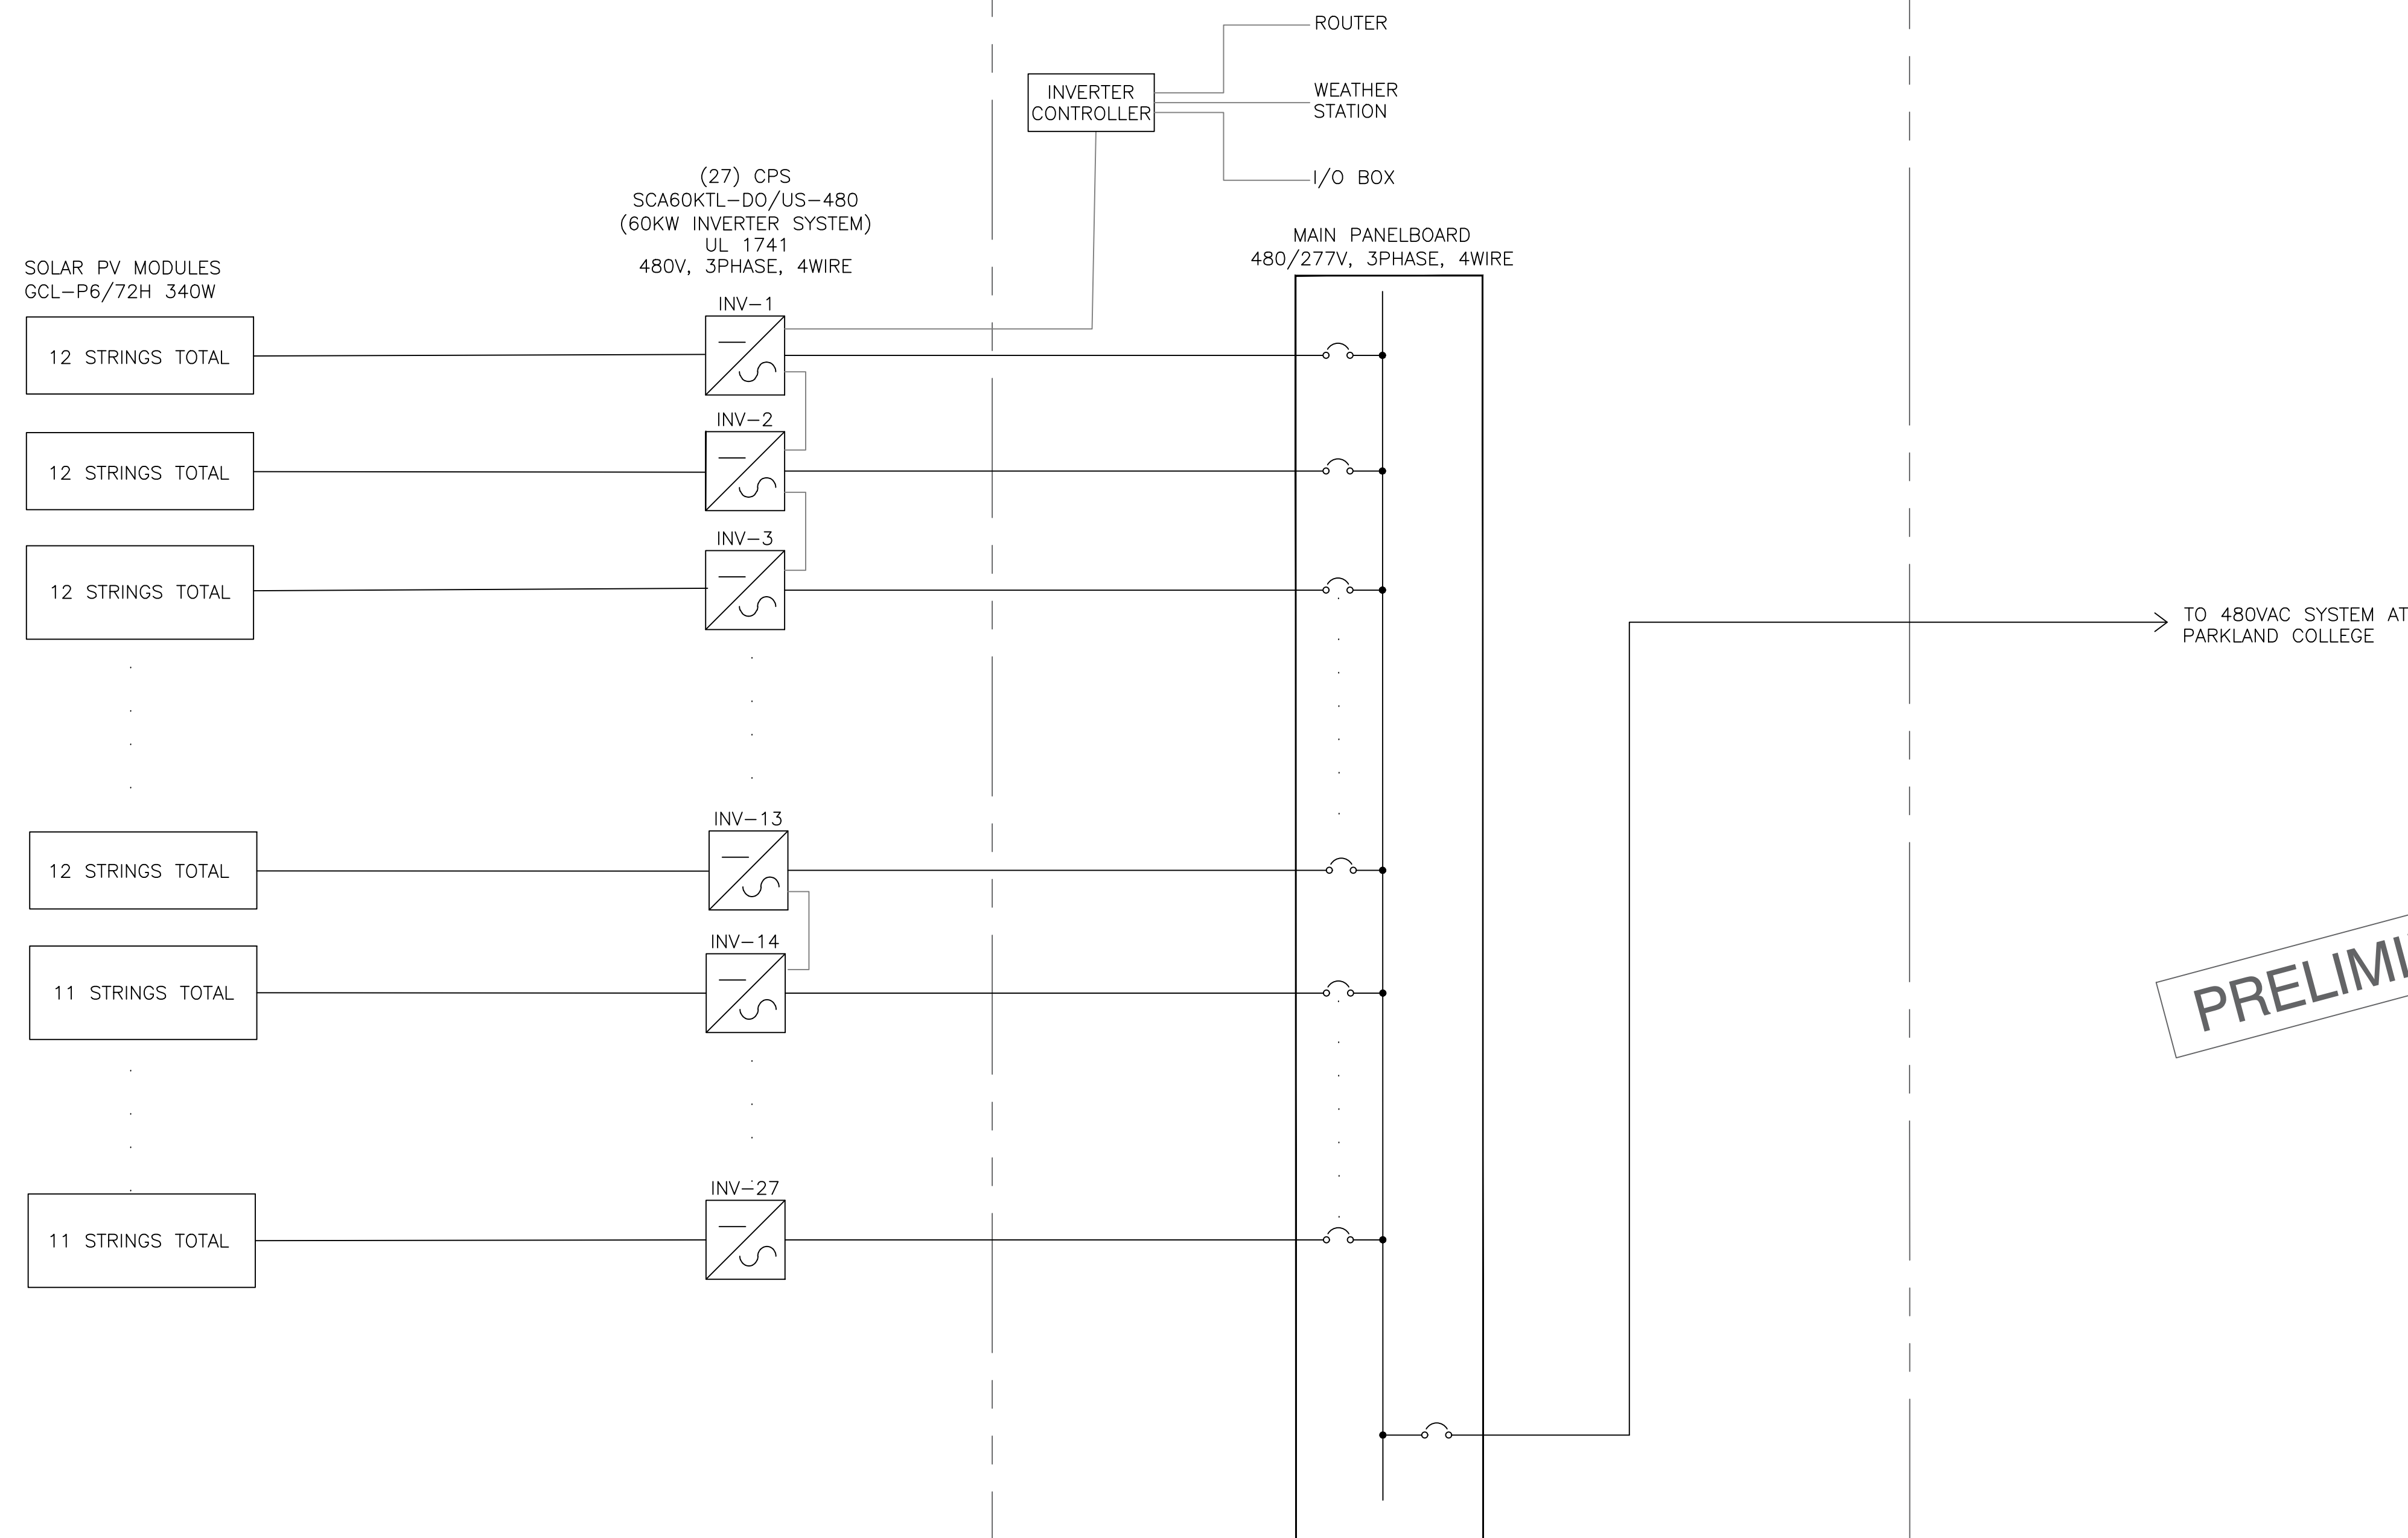 ROUTER
INVERTER
CONTROLLER
WEATHER
STATION
I/O BOX
(27) CPS
SCA60KTL-DO/US-480
(60KW INVERTER SYSTEM)
UL 1741
480V, 3PHASE, 4WIRE
MAIN PANELBOARD
480/277V, 3PHASE, 4WIRE
SOLAR PV MODULES
GCL-P6/72H 340W
INV-1
12 STRINGS TOTAL
INV-2
12 STRINGS TOTAL
INV-3
12 STRINGS TOTAL
TO 480VAC SYSTEM AT
PARKLAND COLLEGE
INV-13
12 STRINGS TOTAL
INV-14
11 STRINGS TOTAL
PRELIMI
INV-27
11 STRINGS TOTAL